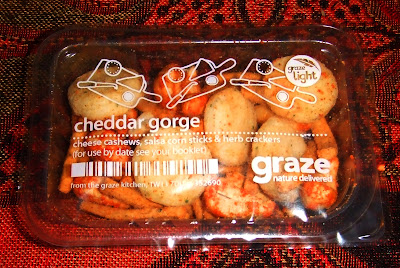 graze
light
cheddar gorge
cheese cashews, salsa corn sticks & herb crackers
(for use by date see your booklet)
graze
nature delivered
from the graze kitchen, TW1